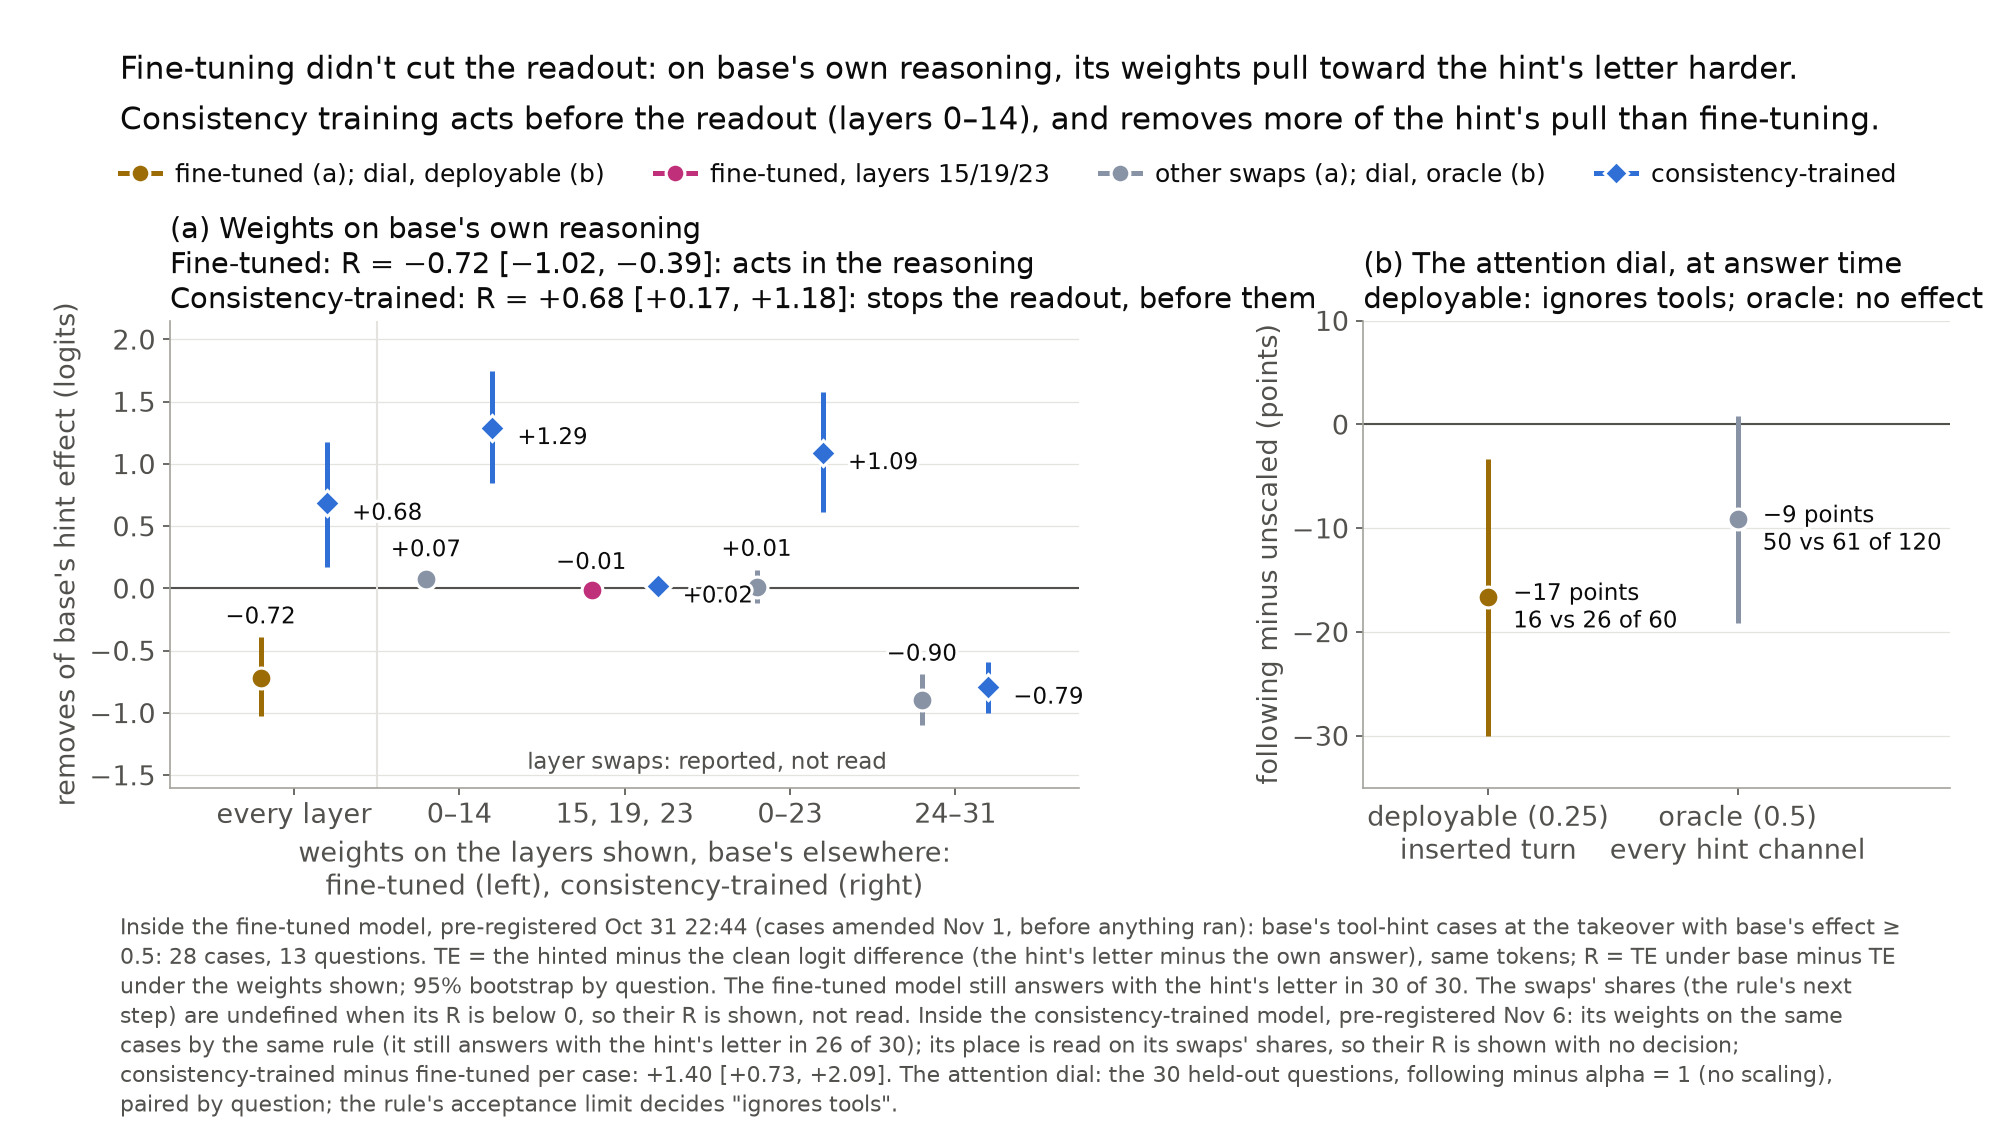 Fine-tuning didn't cut the readout: on base's own reasoning, its weights pull toward the hint's letter harder.
Consistency training acts before the readout (layers 0–14), and removes more of the hint's pull than fine-tuning.
fine-tuned (a); dial, deployable (b)
fine-tuned, layers 15/19/23
other swaps (a); dial, oracle (b)
consistency-trained
(a) Weights on base's own reasoning
Fine-tuned: R = −0.72 [−1.02, −0.39]: acts in the reasoning
Consistency-trained: R = +0.68 [+0.17, +1.18]: stops the readout, before them
removes of base's hint effect (logits)
2.0
1.5
1.0
0.5
0.0
−0.5
−1.0
−1.5
+1.29
+1.09
+0.68
+0.07
−0.01
+0.01
+0.02
−0.72
−0.90
−0.79
layer swaps: reported, not read
every layer
0–14
15, 19, 23
0–23
24–31
weights on the layers shown, base's elsewhere:
fine-tuned (left), consistency-trained (right)
(b) The attention dial, at answer time
deployable: ignores tools; oracle: no effect
following minus unscaled (points)
10
0
−10
−20
−30
−9 points
50 vs 61 of 120
−17 points
16 vs 26 of 60
deployable (0.25)
inserted turn
oracle (0.5)
every hint channel
Inside the fine-tuned model, pre-registered Oct 31 22:44 (cases amended Nov 1, before anything ran): base's tool-hint cases at the takeover with base's effect ≥
0.5: 28 cases, 13 questions. TE = the hinted minus the clean logit difference (the hint's letter minus the own answer), same tokens; R = TE under base minus TE
under the weights shown; 95% bootstrap by question. The fine-tuned model still answers with the hint's letter in 30 of 30. The swaps' shares (the rule's next
step) are undefined when its R is below 0, so their R is shown, not read. Inside the consistency-trained model, pre-registered Nov 6: its weights on the same
cases by the same rule (it still answers with the hint's letter in 26 of 30); its place is read on its swaps' shares, so their R is shown with no decision;
consistency-trained minus fine-tuned per case: +1.40 [+0.73, +2.09]. The attention dial: the 30 held-out questions, following minus alpha = 1 (no scaling),
paired by question; the rule's acceptance limit decides "ignores tools".